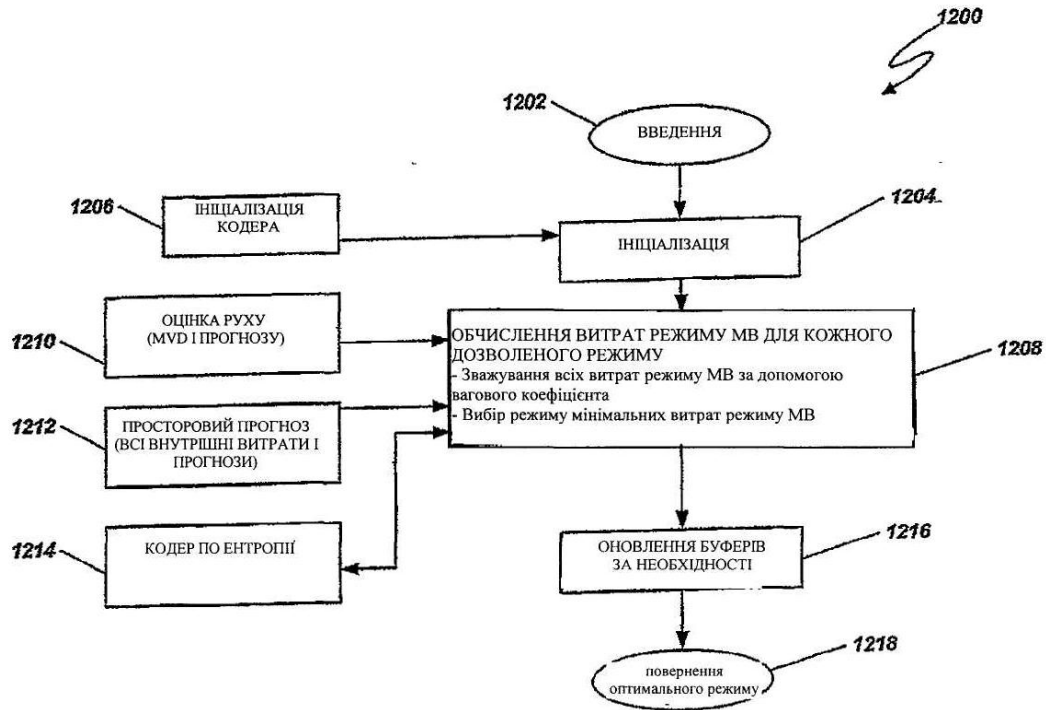 1200
1202
ВВЕДЕННЯ
1206
ІНІЦІАЛІЗАЦІЯ
КОДЕРА
1204
ІНІЦІАЛІЗАЦІЯ
1210
ОЦІНКА РУХУ
(MVD І ПРОГНОЗУ)
ОБЧИСЛЕННЯ ВИТРАТ РЕЖИМУ МВ ДЛЯ КОЖНОГО
ДОЗВОЛЕНОГО РЕЖИМУ
- Зважування всіх витрат режиму МВ за допомогою
вагового коефіцієнта
- Вибір режиму мінімальних витрат режиму МВ
1208
1212
ПРОСТОРОВИЙ ПРОГНОЗ
(ВСІ ВНУТРІШНІ ВИТРАТИ І
ПРОГНОЗИ)
1214
КОДЕР ПО ЕНТРОПІЇ
1216
ОНОВЛЕННЯ БУФЕРІВ
ЗА НЕОБХІДНОСТІ
1218
повернення
оптимального режиму